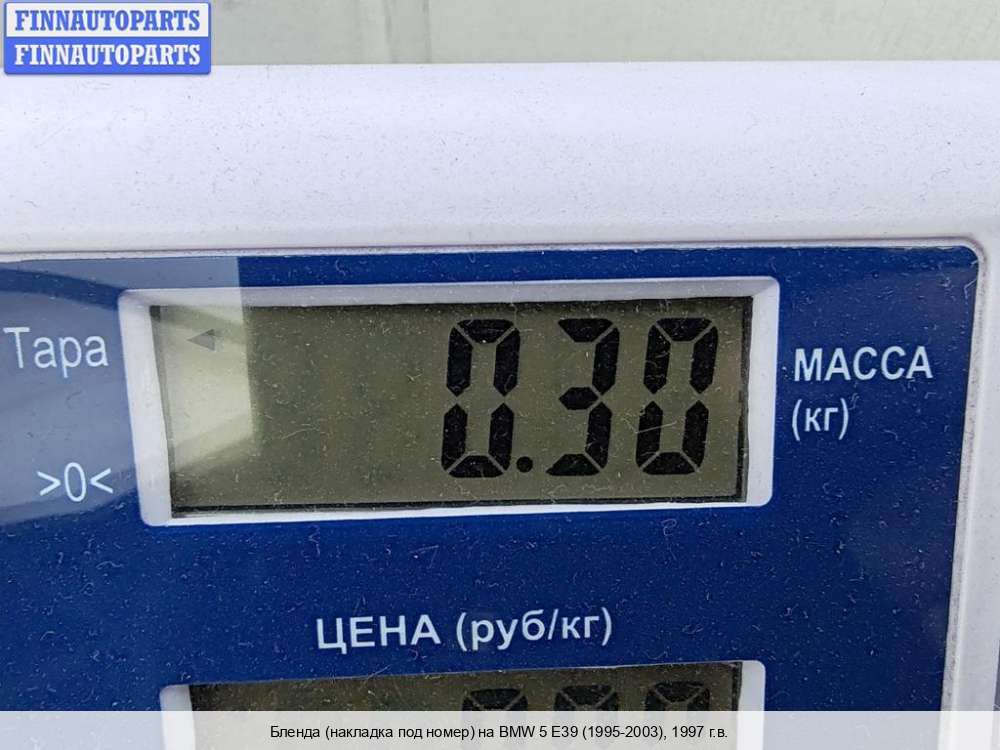 FINNAUTOPARTS
FINNAUTOPARTS
Тара
0.30
МАССА
(кг)
>0<
ЦЕНА (руб/кг)
Бленда (накладка под номер) на BMW 5 E39 (1995-2003), 1997 г.в.